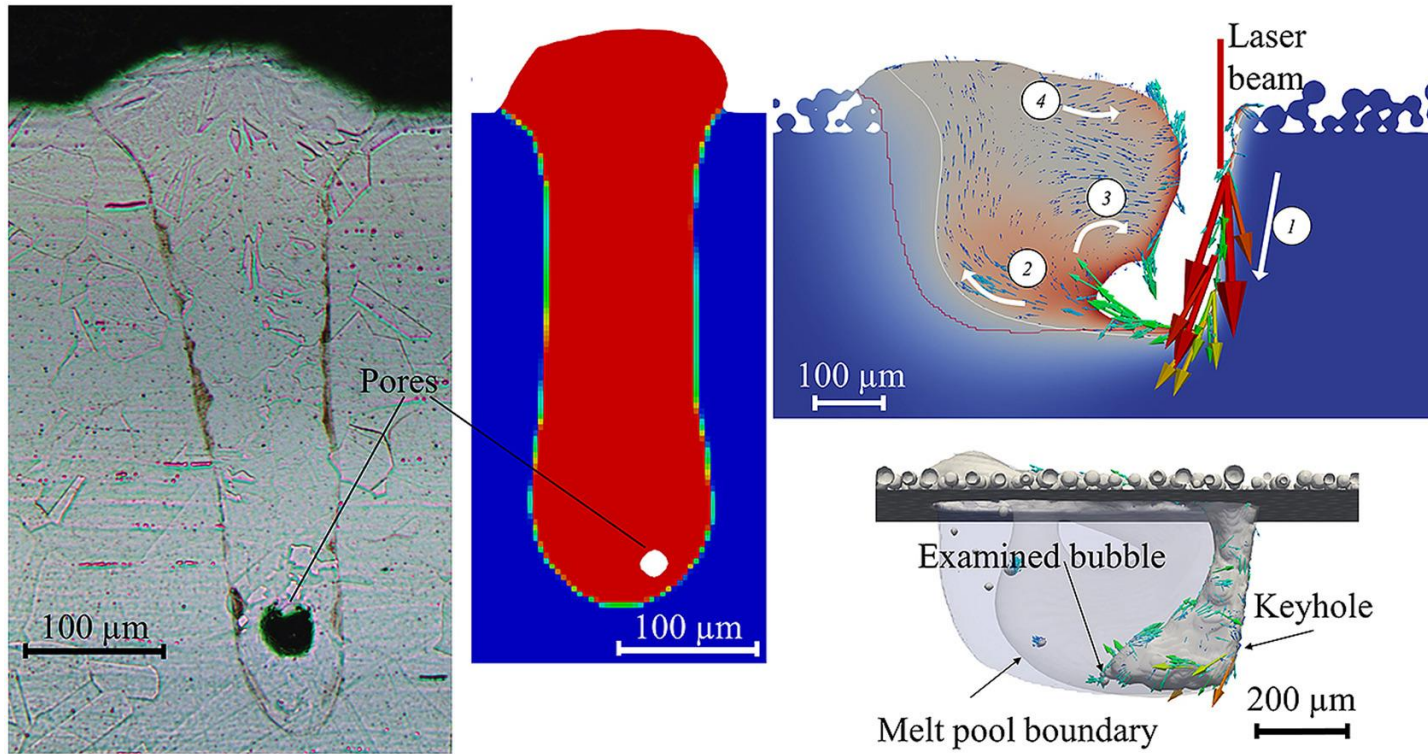 Pores
100 µm
100 µm
Laser
beam
4
3
2
1
100 µm
Examined bubble
Keyhole
Melt pool boundary
200 µm